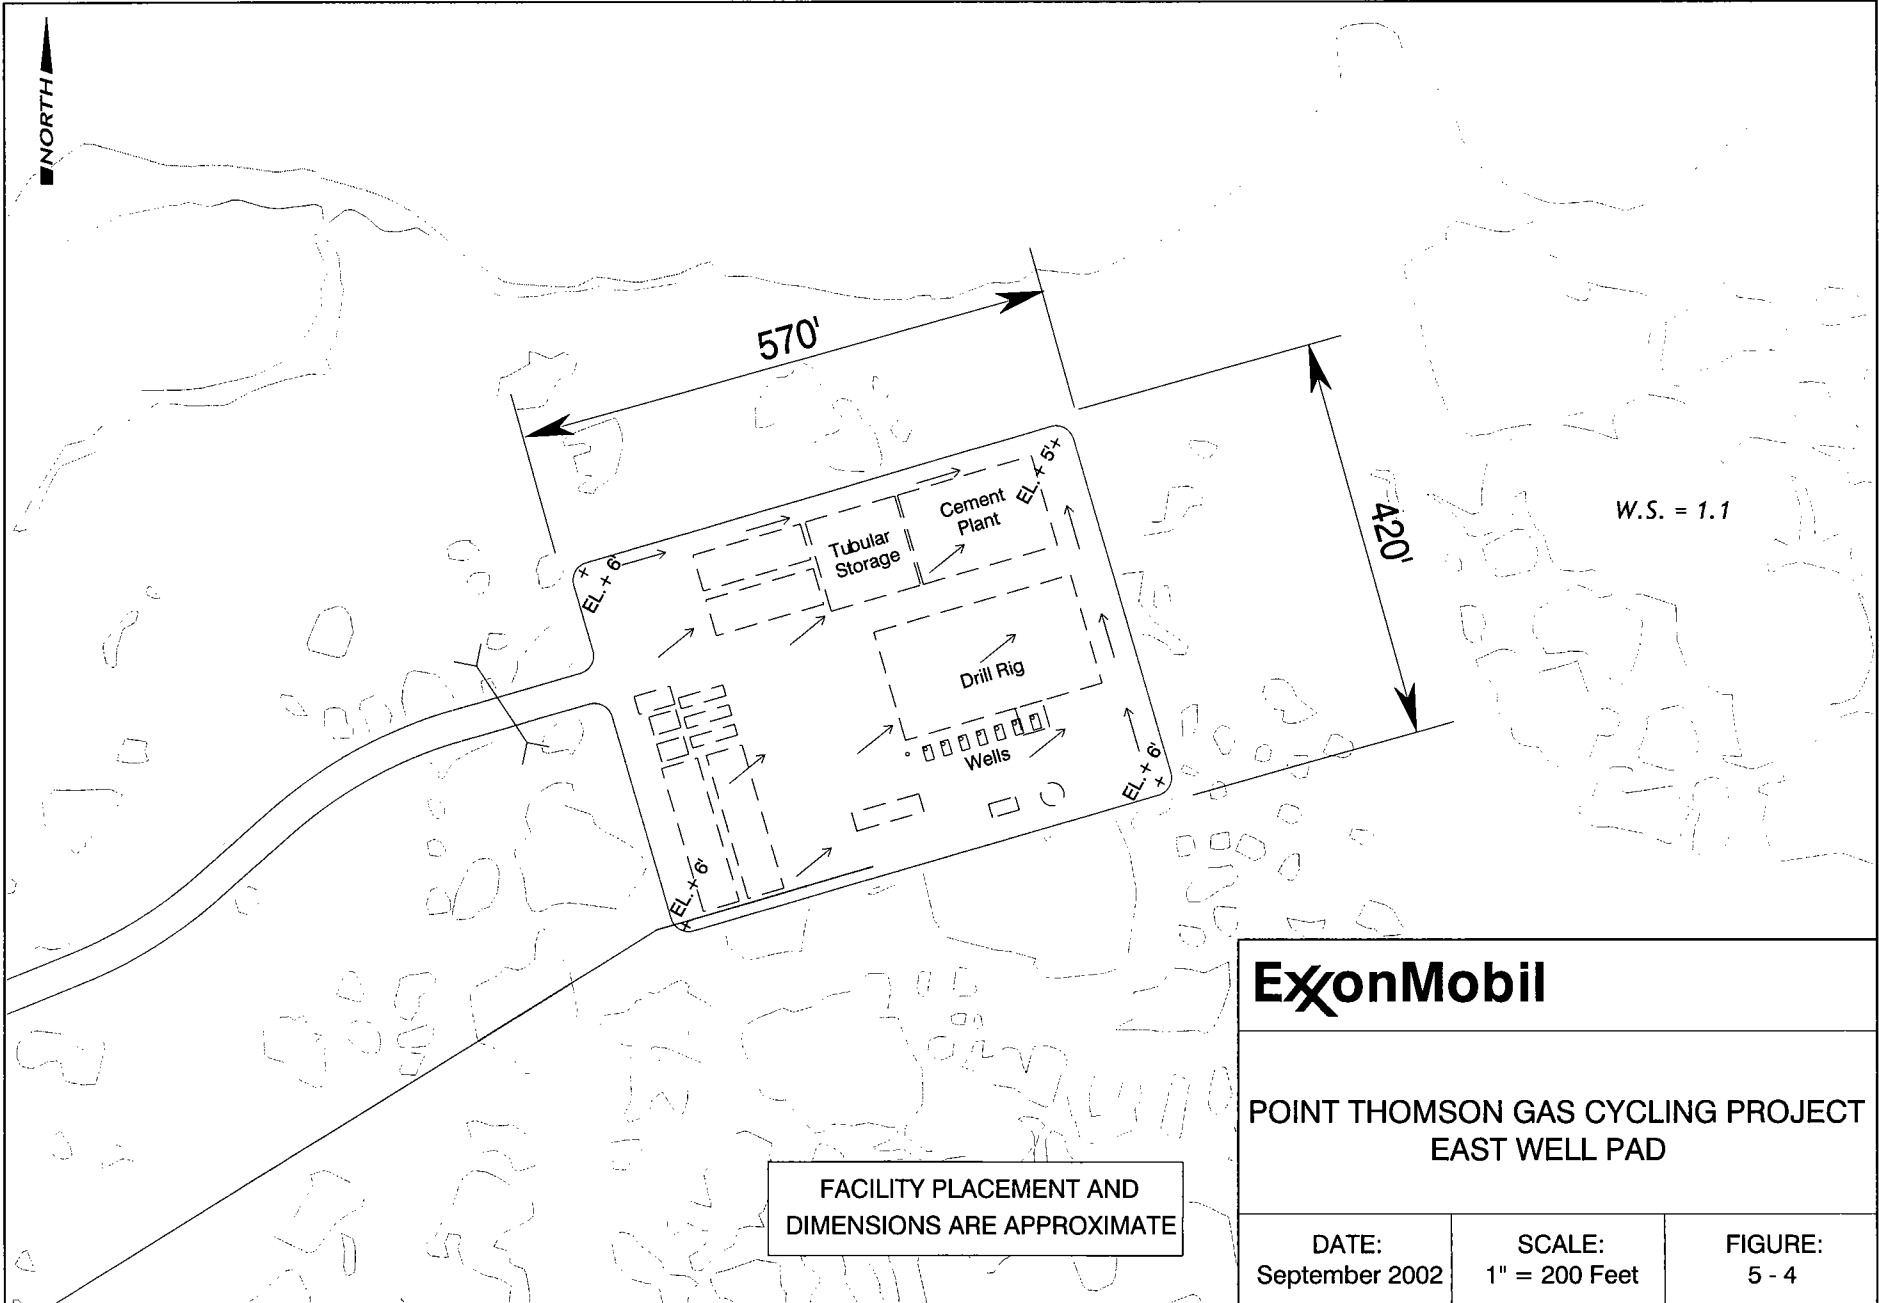 NORTH
570'
420'
W.S. = 1.1
EL. + 5'
Cement
Plant
Tubular
Storage
EL. + 6'
Drill Rig
Wells
EL. + 6'
EL. + 6'
ExxonMobil
POINT THOMSON GAS CYCLING PROJECT
EAST WELL PAD
FACILITY PLACEMENT AND
DIMENSIONS ARE APPROXIMATE
DATE:
September 2002
SCALE:
1" = 200 Feet
FIGURE:
5 - 4